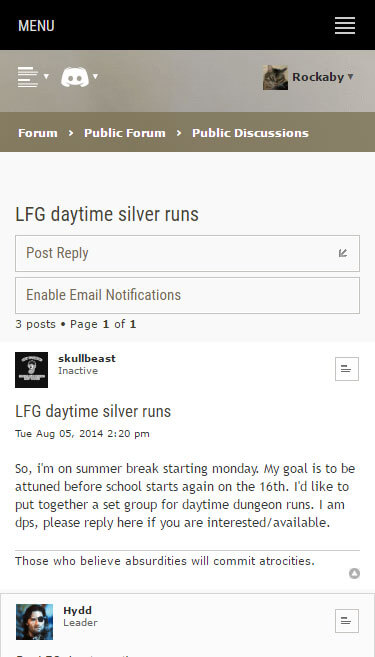 MENU
Rockaby
Forum > Public Forum > Public Discussions
LFG daytime silver runs
Post Reply
Enable Email Notifications
3 posts • Page 1 of 1
skullbeast
Inactive
LFG daytime silver runs
Tue Aug 05, 2014 2:20 pm
So, i'm on summer break starting monday. My goal is to be
attuned before school starts again on the 16th. I'd like to
put together a set group for daytime dungeon runs. I am
dps, please reply here if you are interested/available.
Those who believe absurdities will commit atrocities.
Hydd
Leader